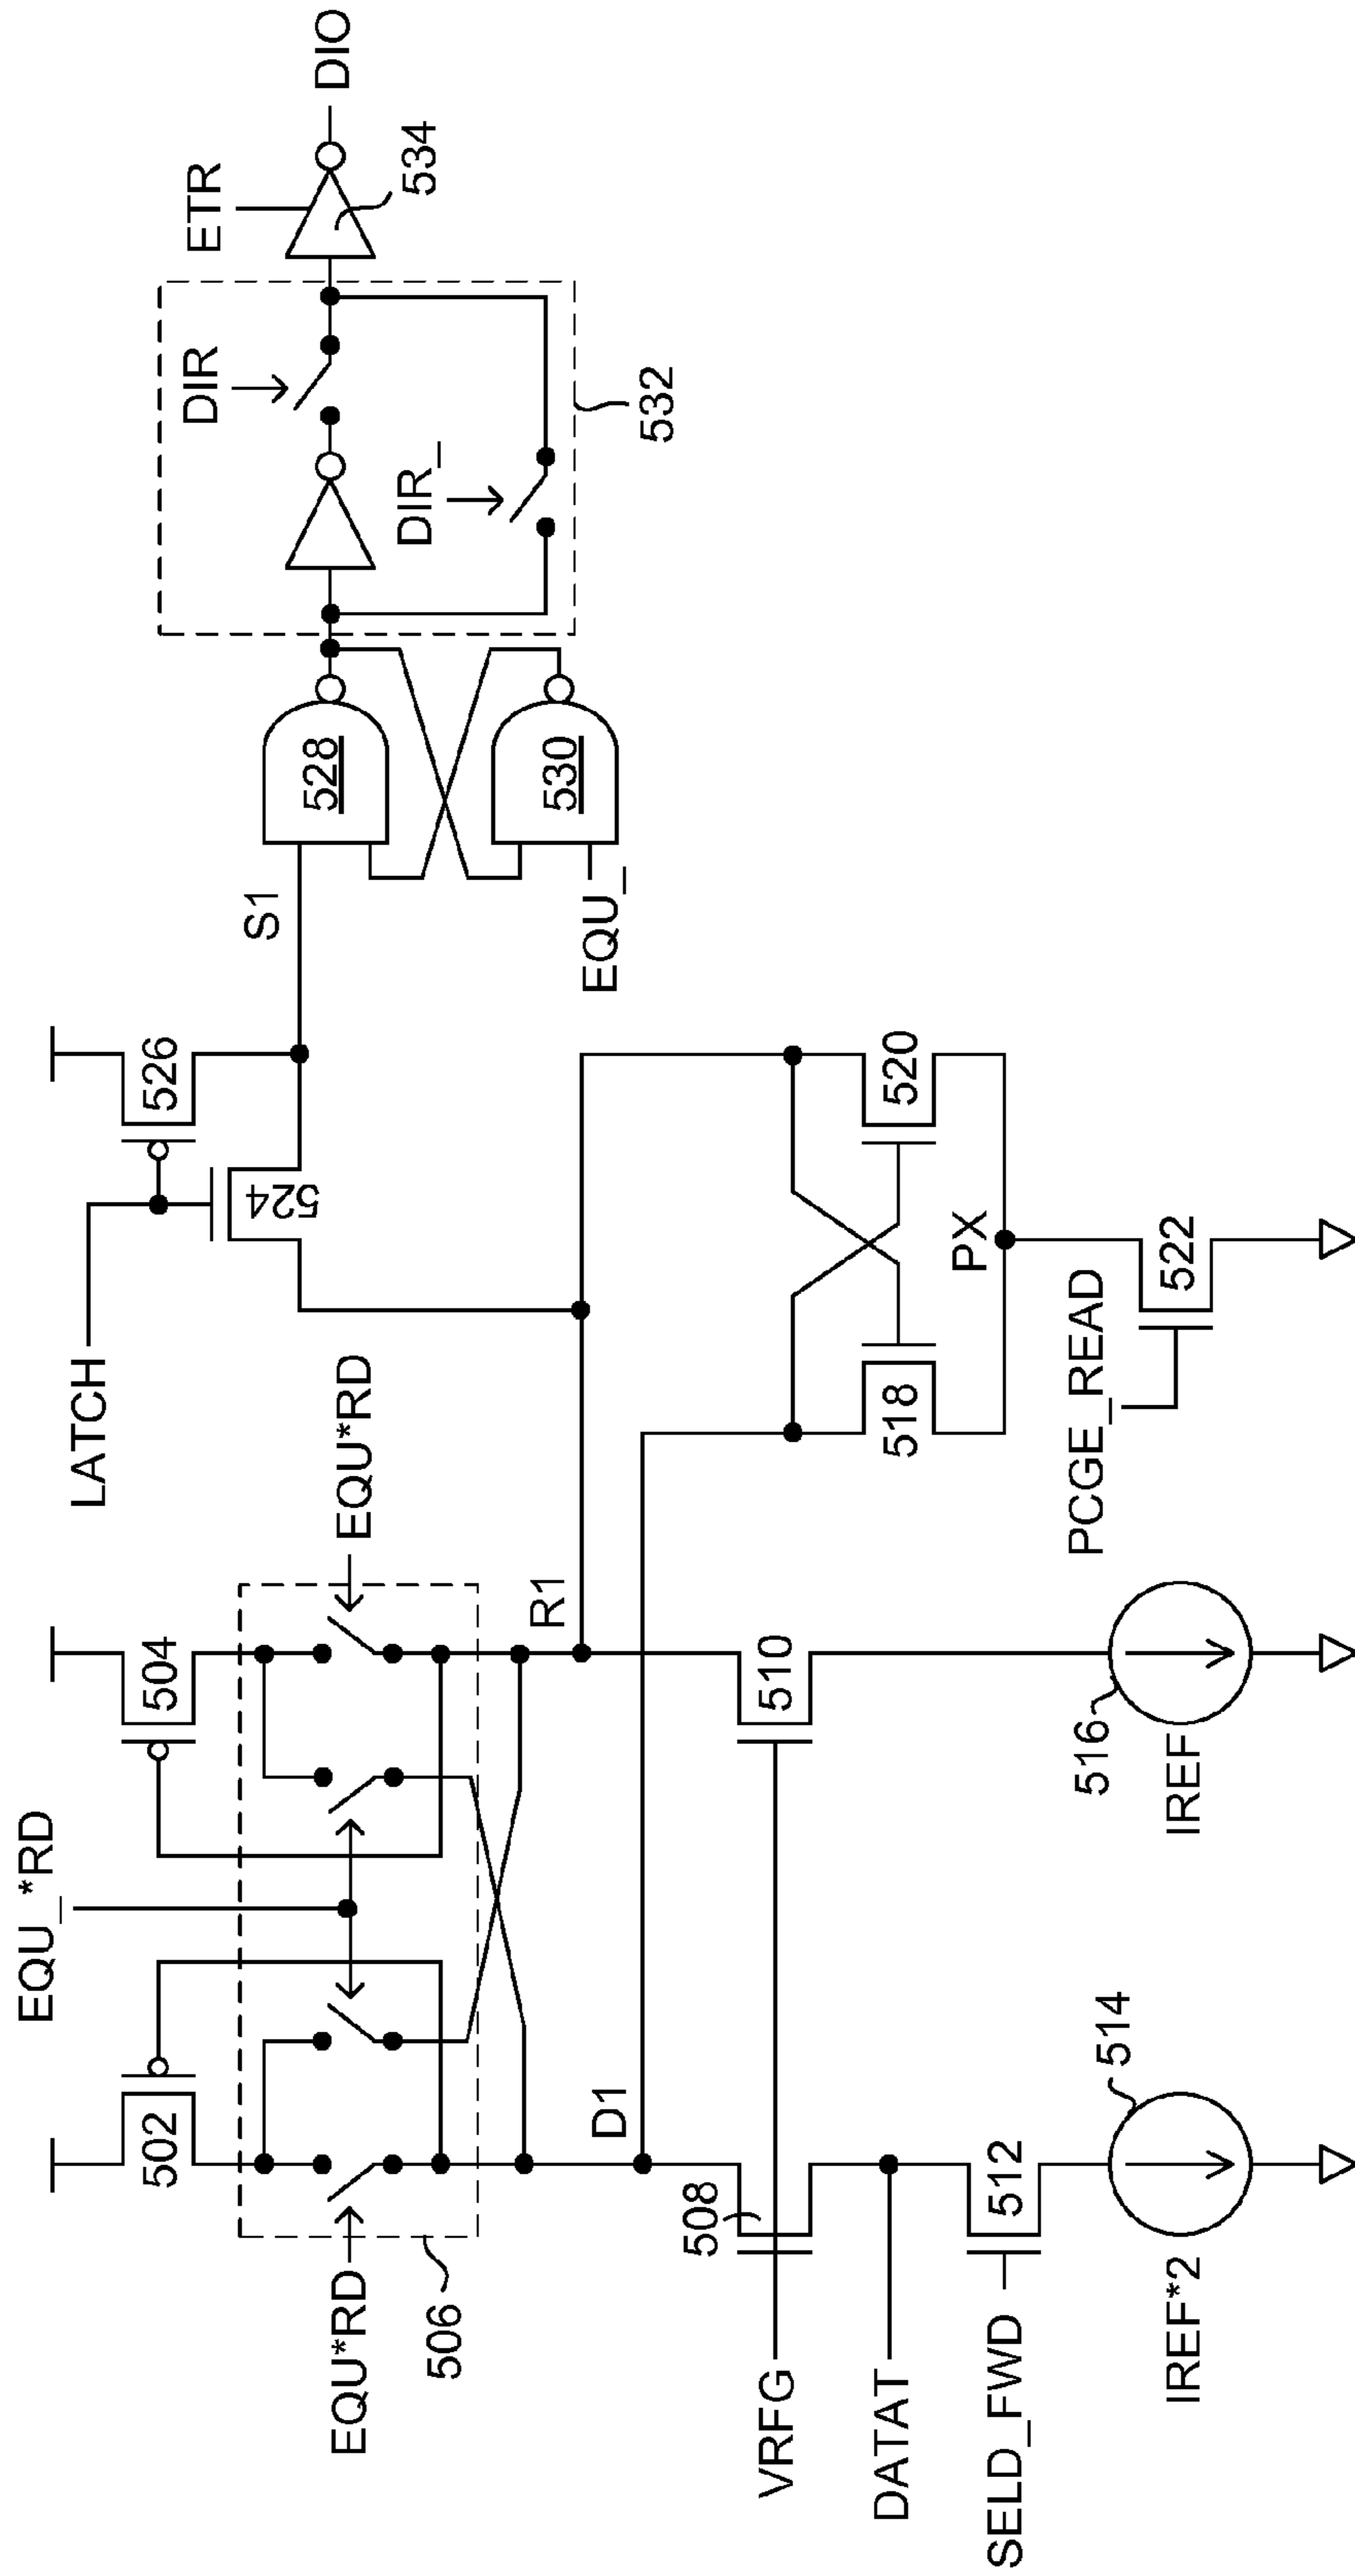 EQU_*RD
LATCH
502
504
526
EQU*RD
EQU*RD
506
524
S1
528
530
EQU_
DIR
DIR_
532
ETR
534
DIO
D1
R1
VRFG
508
510
DATAT
SELD_FWD
512
514
IREF*2
516
IREF
518
520
PX
PCGE_READ
522